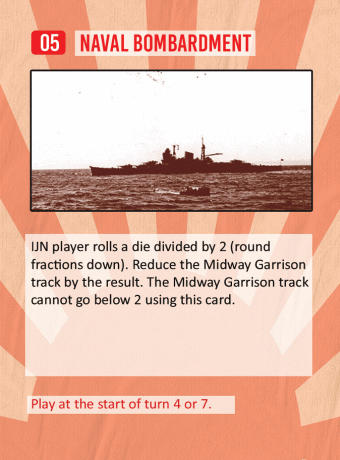 05 NAVAL BOMBARDMENT
IJN player rolls a die divided by 2 (round
fractions down). Reduce the Midway Garrison
track by the result. The Midway Garrison track
cannot go below 2 using this card.
Play at the start of turn 4 or 7.